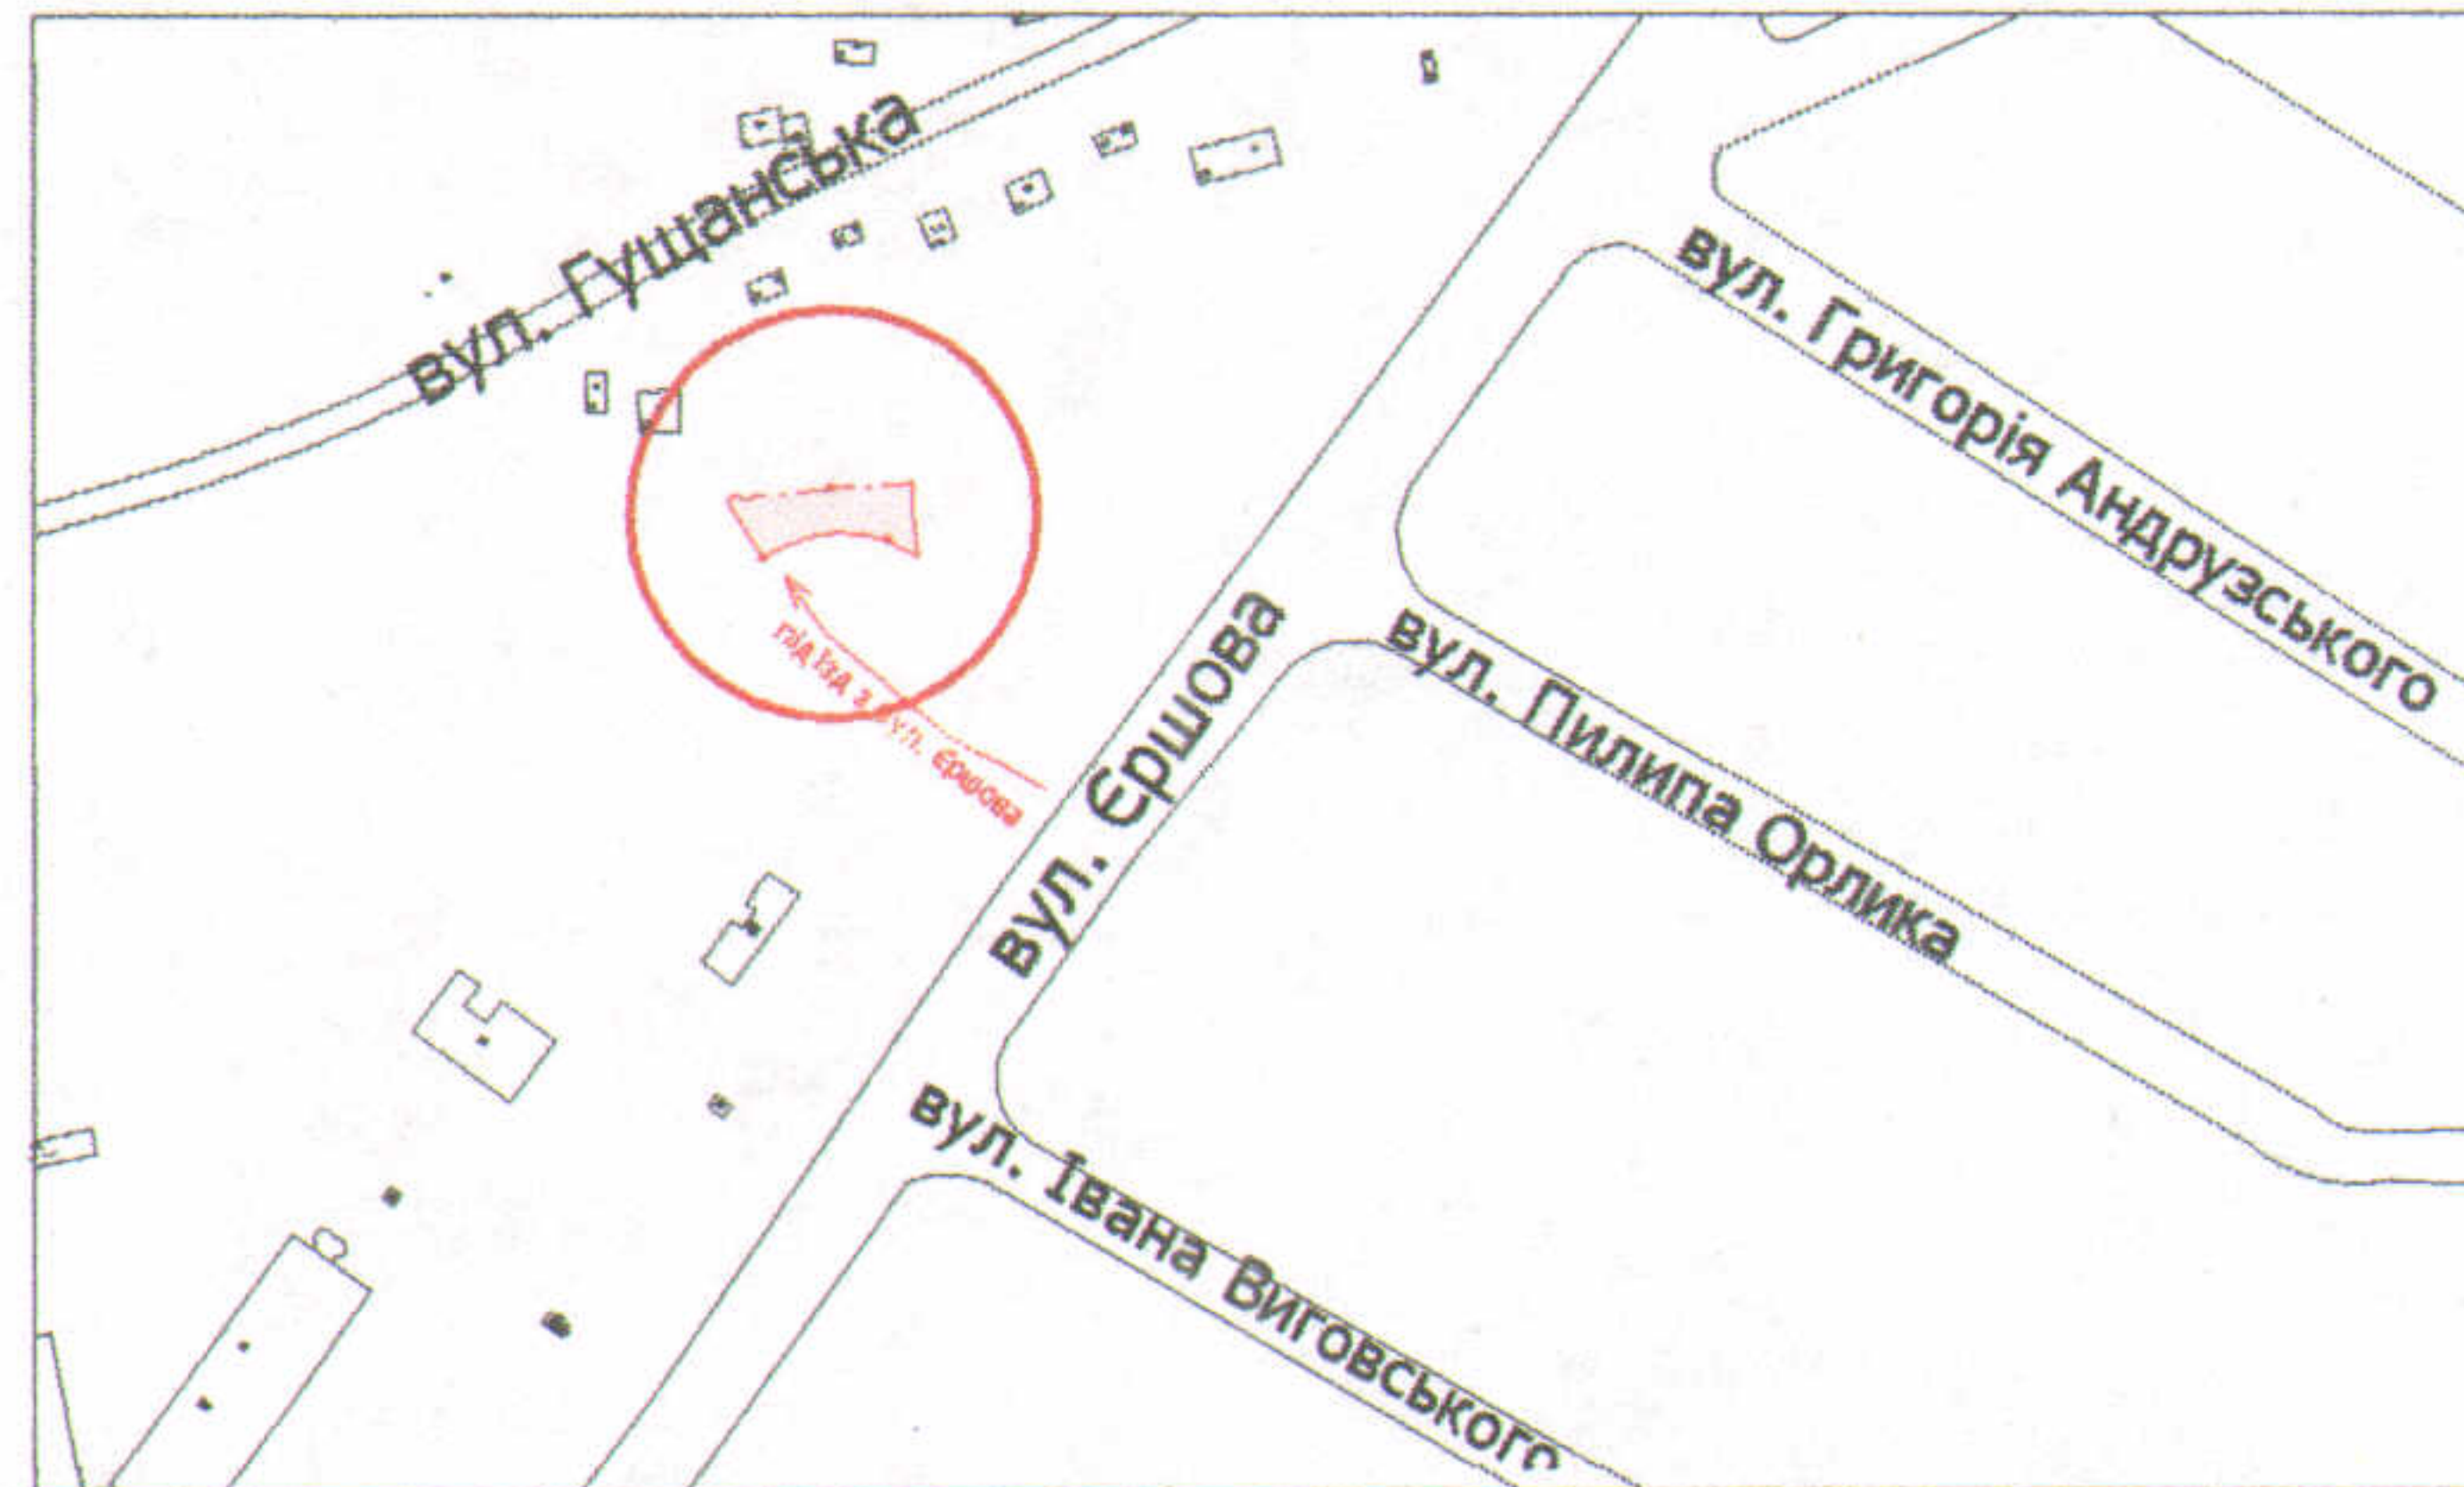 вул. Гущанська
вул. Григорія Андрузського
вул. Пилипа Орлика
вул. Єршова
під'їзд з вул. Єршова
вул. Івана Виговського